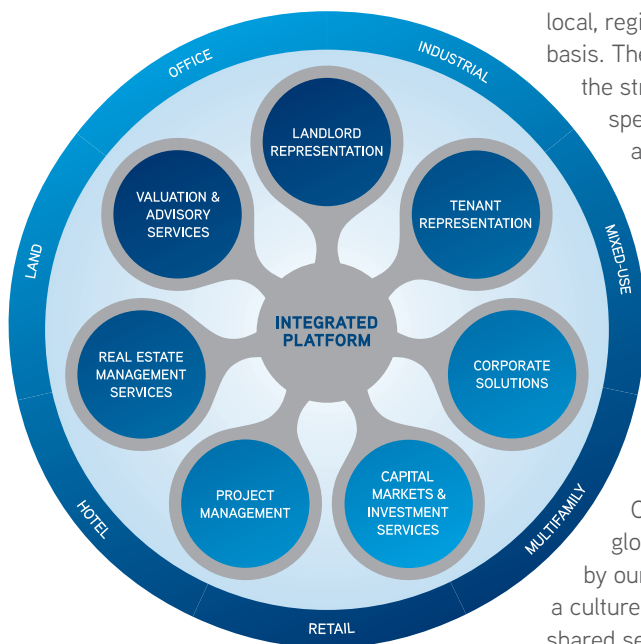 local, regi
basis. The
the str
spe
a
OFFICE
INDUSTRIAL
MIXED-USE
MULTIFAMILY
RETAIL
HOTEL
LAND
LANDLORD
REPRESENTATION
TENANT
REPRESENTATION
CORPORATE
SOLUTIONS
CAPITAL
MARKETS &
INVESTMENT
SERVICES
PROJECT
MANAGEMENT
REAL ESTATE
MANAGEMENT
SERVICES
VALUATION &
ADVISORY
SERVICES
INTEGRATED
PLATFORM
glo
by our
a culture
shared se